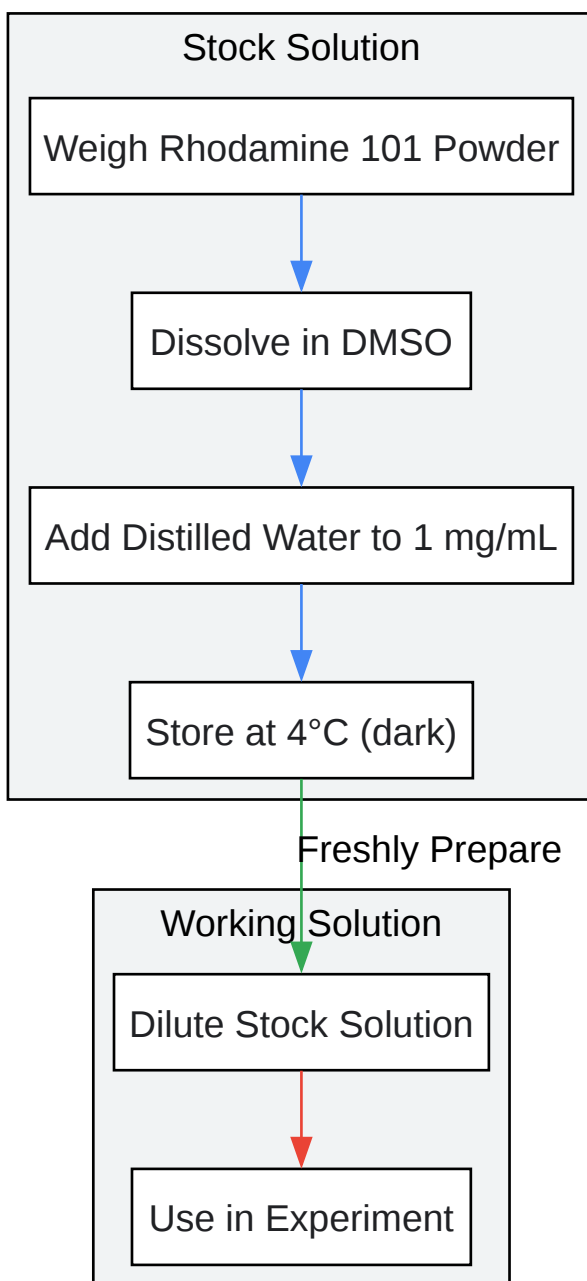 Stock Solution
Weigh Rhodamine 101 Powder
Dissolve in DMSO
Add Distilled Water to 1 mg/mL
Store at 4°C (dark)
Freshly Prepare
Working Solution
Dilute Stock Solution
Use in Experiment